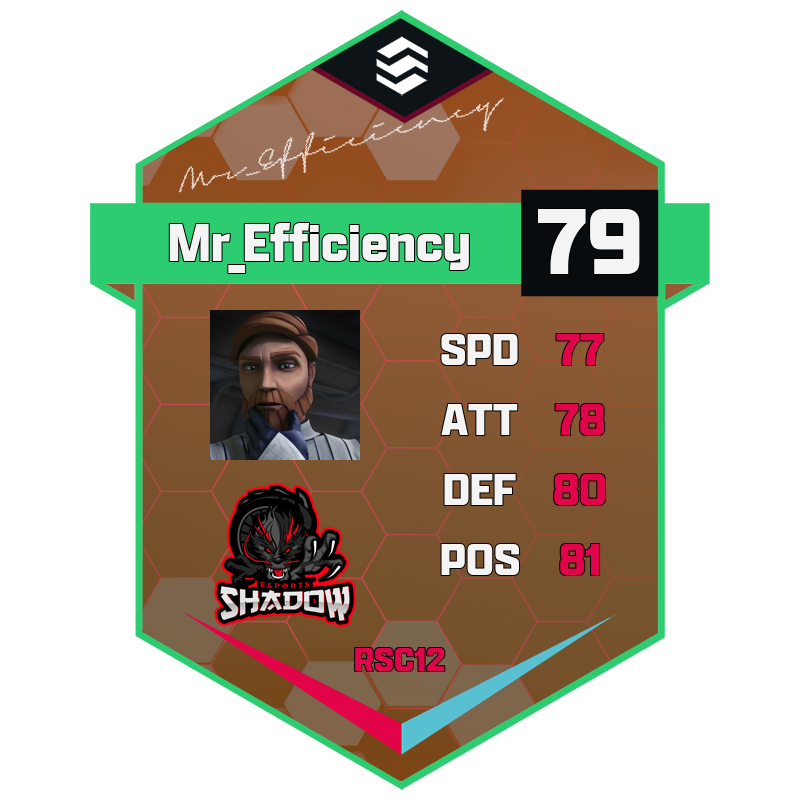 Mr_Efficiency
Mr_Efficiency 79
SPD 77
ATT 78
DEF 80
POS 81
ESPORTS
SHADOW
RSC12